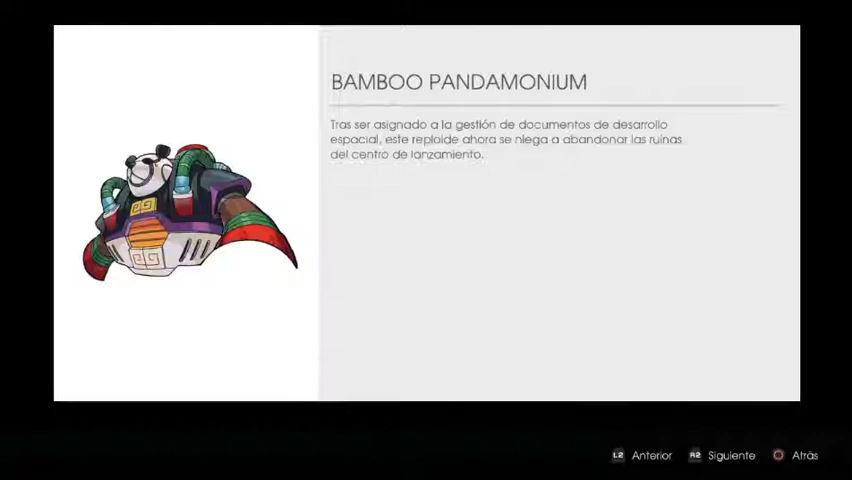 BAMBOO PANDAMONIUM
Tras ser asignado a la gestión de documentos de desarrollo
espacial, este reploide ahora se niega a abandonar las ruinas
del centro de lanzamiento.
L2 Anterior R2 Siguiente Atrás